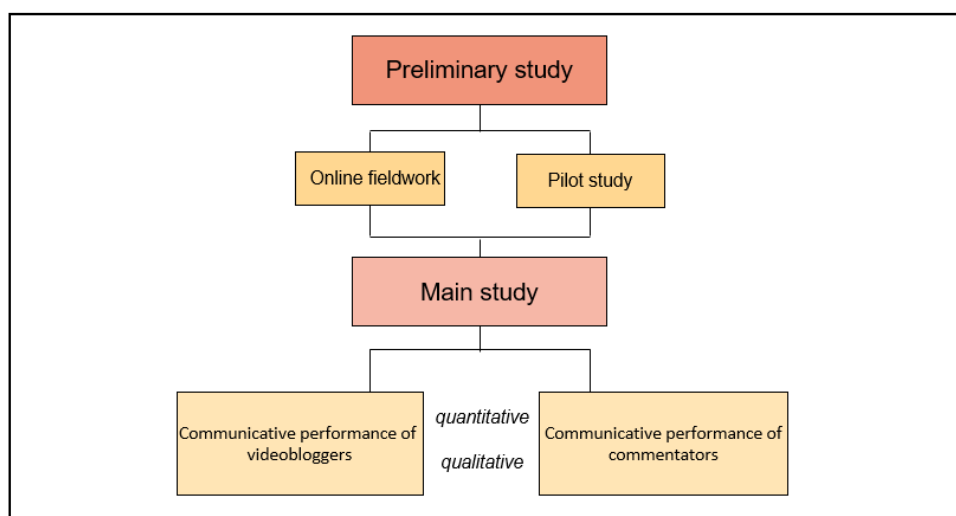 Preliminary study
Online fieldwork
Pilot study
Main study
Communicative performance of
videobloggers
quantitative
qualitative
Communicative performance of
commentators